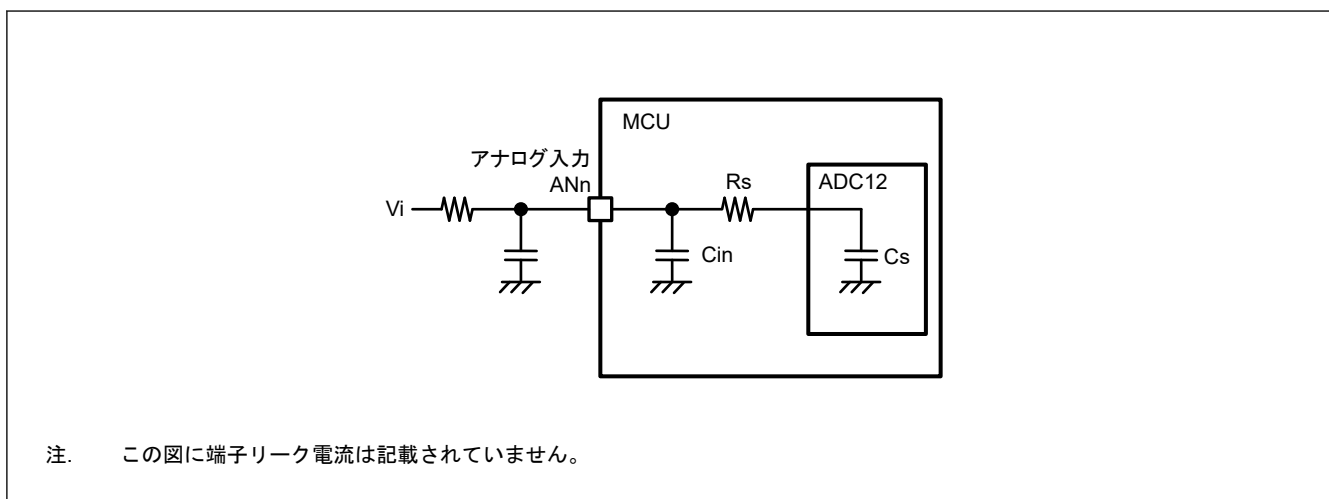 MCU
アナログ入力
ANn
Rs
ADC12
Vi
Cin
Cs
注. この図に端子リーク電流は記載されていません。